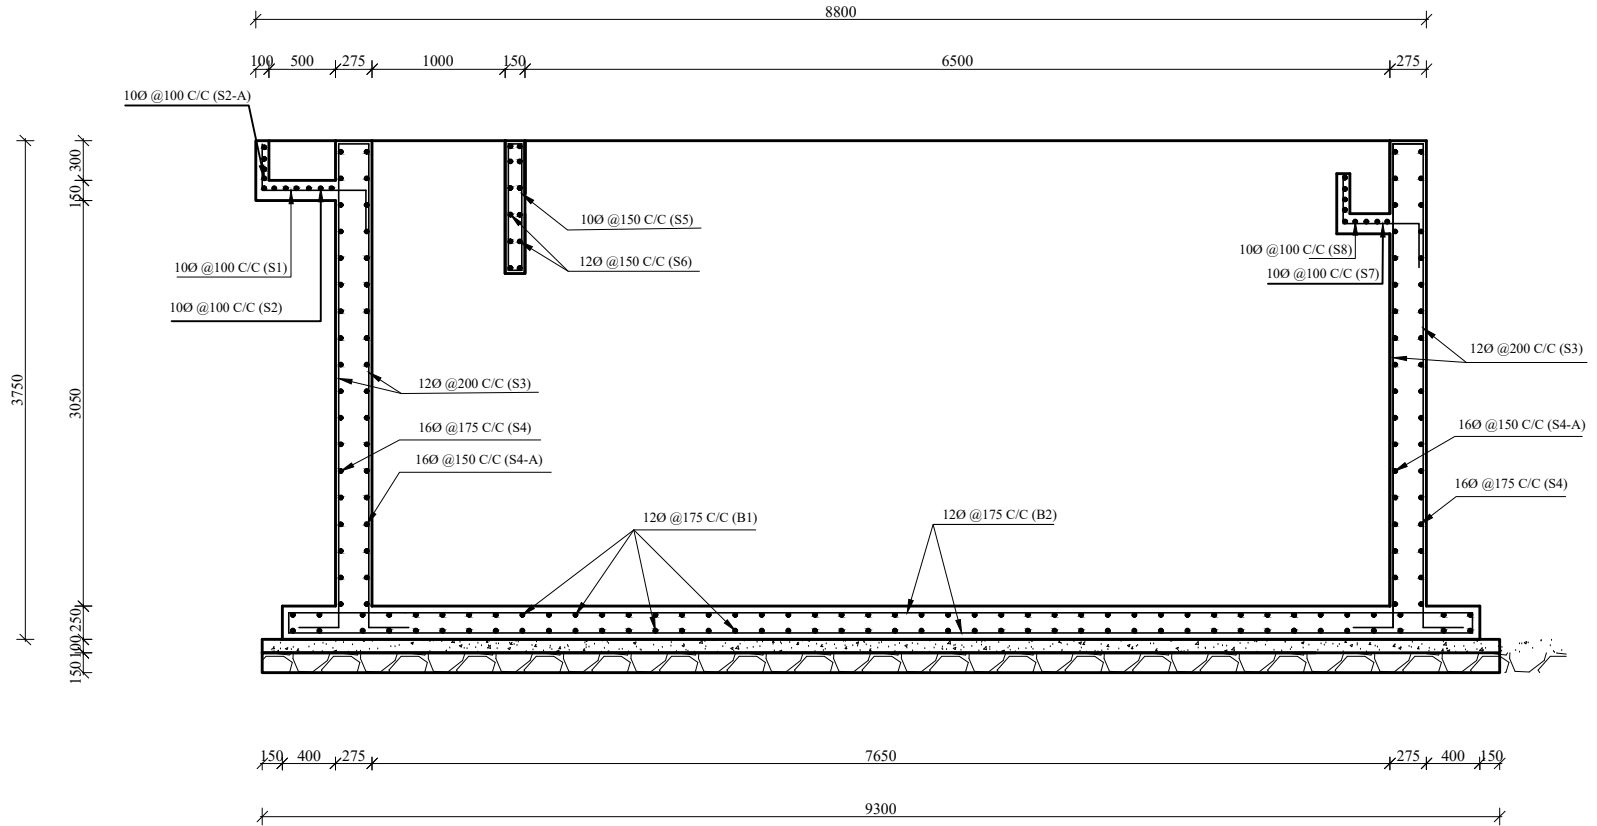 8800
100 500 275 1000 150 6500 275
10Ø @100 C/C (S2-A)
300
150
3050
250
100
150
3750
10Ø @150 C/C (S5)
12Ø @150 C/C (S6)
10Ø @100 C/C (S8)
10Ø @100 C/C (S7)
10Ø @100 C/C (S1)
10Ø @100 C/C (S2)
12Ø @200 C/C (S3)
12Ø @200 C/C (S3)
16Ø @175 C/C (S4)
16Ø @150 C/C (S4-A)
16Ø @150 C/C (S4-A)
16Ø @175 C/C (S4)
12Ø @175 C/C (B1)
12Ø @175 C/C (B2)
150 400 275 7650 275 400 150
9300